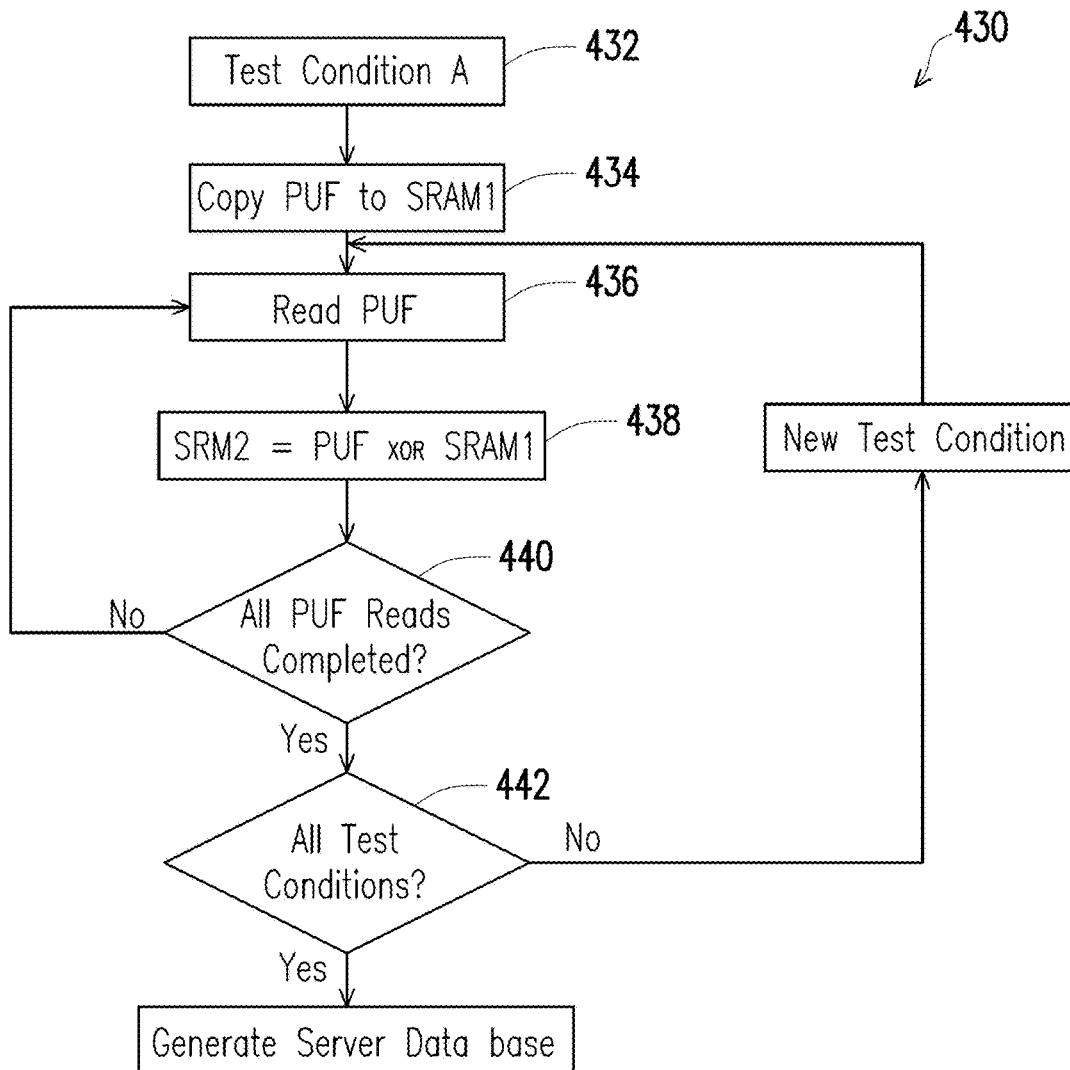 430
Test Condition A
432
Copy PUF to SRAM1
434
Read PUF
436
SRM2 = PUF XOR SRAM1
438
New Test Condition
440
All PUF Reads
Completed?
No
Yes
442
All Test
Conditions?
No
Yes
Generate Server Data base